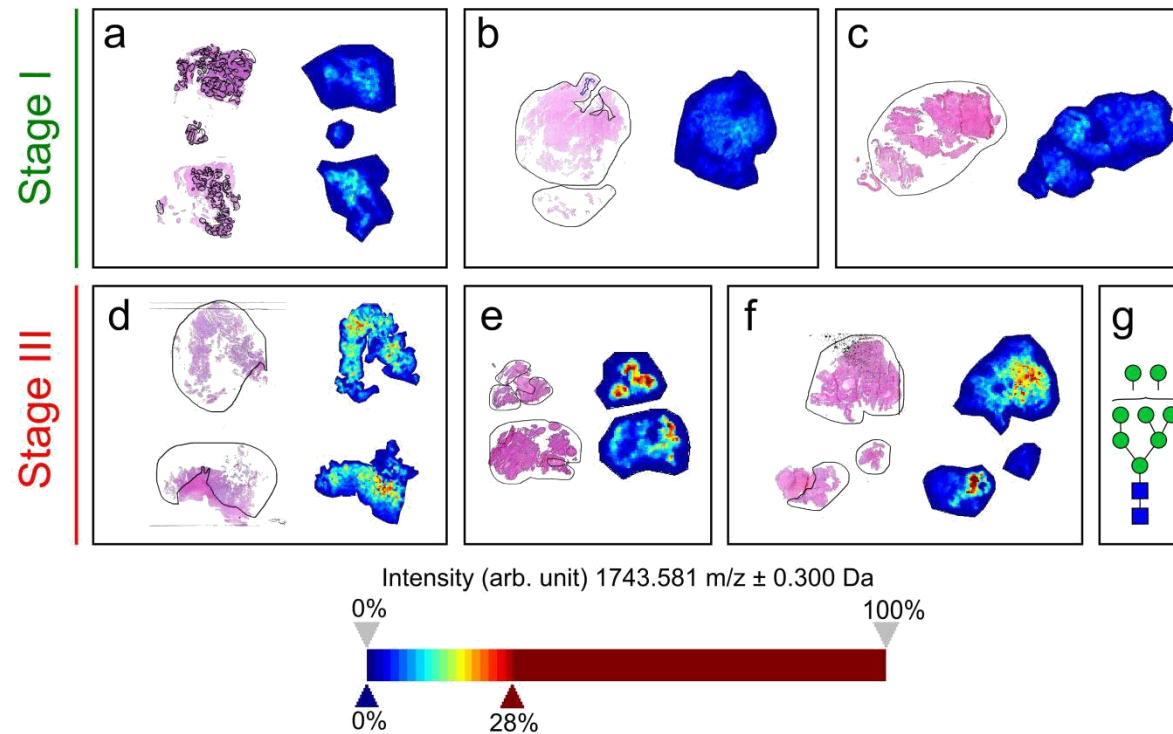 Stage I
a
b
c
Stage III
d
e
f
g
Intensity (arb. unit) 1743.581 m/z ± 0.300 Da
0%
100%
0%
28%